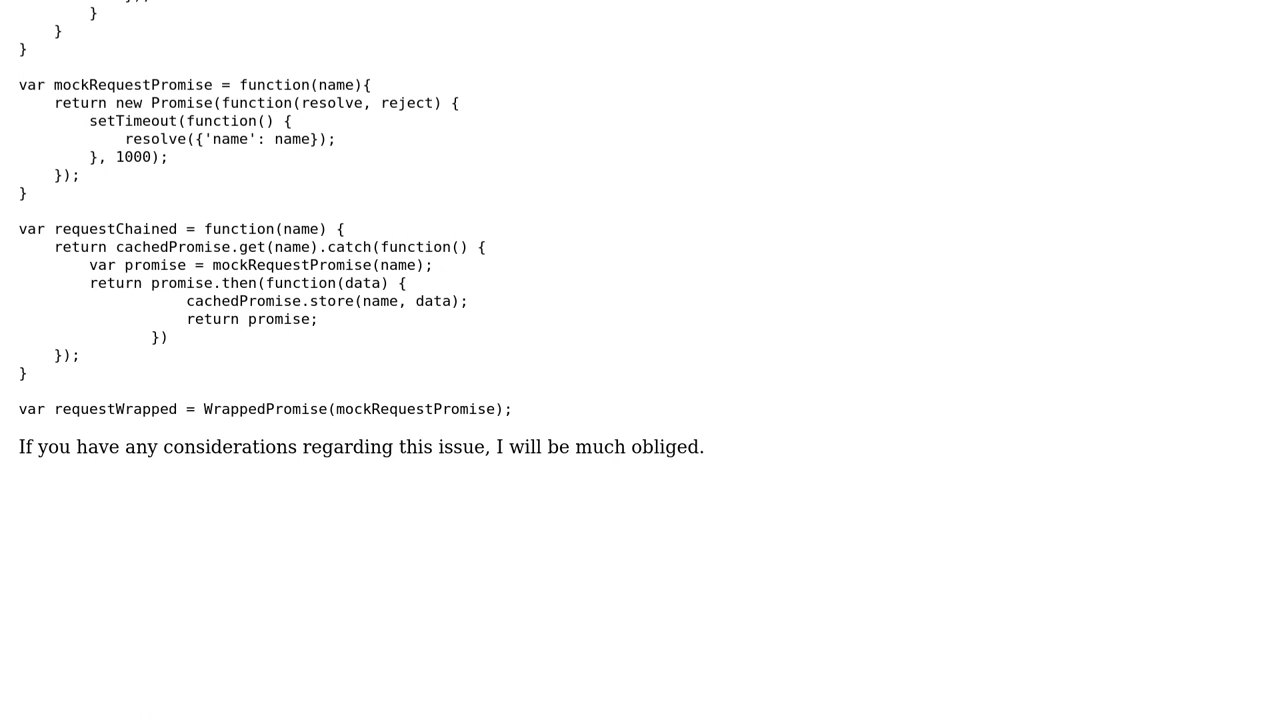 }
    }
}

var mockRequestPromise = function(name){
    return new Promise(function(resolve, reject) {
        setTimeout(function() {
            resolve({'name': name});
        }, 1000);
    });
}

var requestChained = function(name) {
    return cachedPromise.get(name).catch(function() {
        var promise = mockRequestPromise(name);
        return promise.then(function(data) {
                   cachedPromise.store(name, data);
                   return promise;
               })
    });
}

var requestWrapped = WrappedPromise(mockRequestPromise);
If you have any considerations regarding this issue, I will be much obliged.